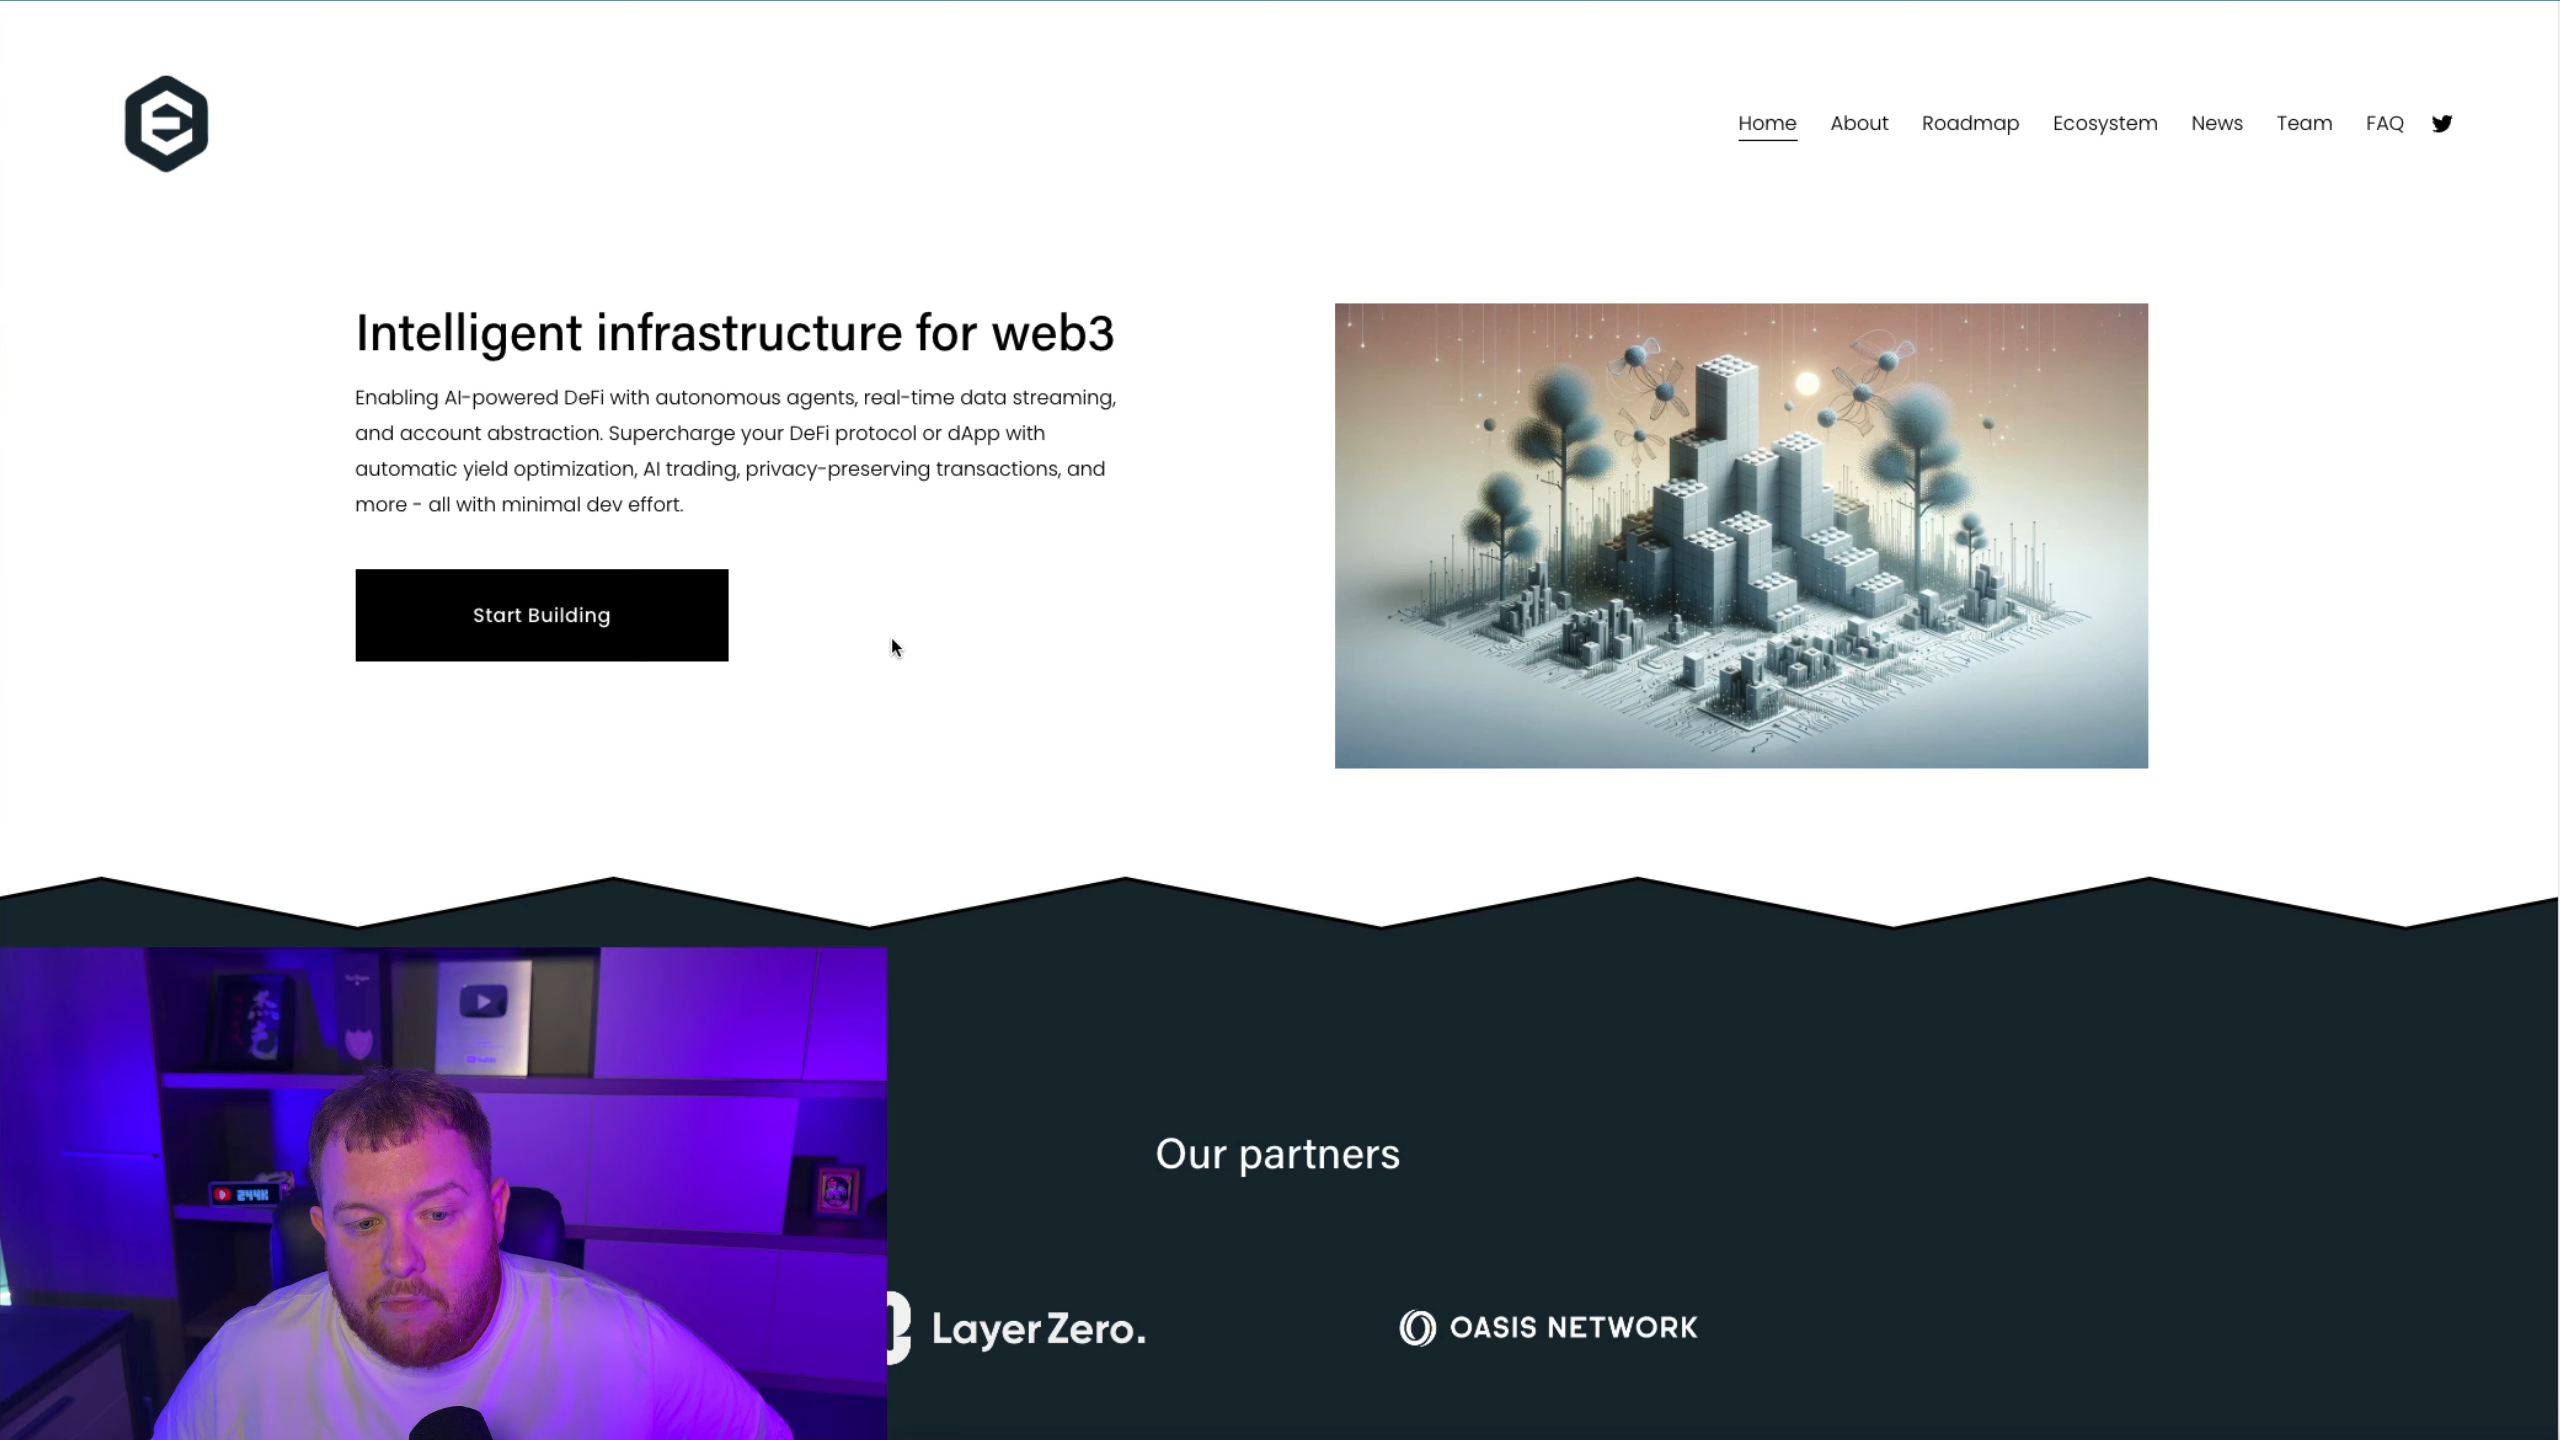 Home About Roadmap Ecosystem News Team FAQ
Intelligent infrastructure for web3
Enabling AI-powered DeFi with autonomous agents, real-time data streaming,
and account abstraction. Supercharge your DeFi protocol or dApp with
automatic yield optimization, AI trading, privacy-preserving transactions, and
more - all with minimal dev effort.
Start Building
Our partners
244K
LayerZero.
OASIS NETWORK